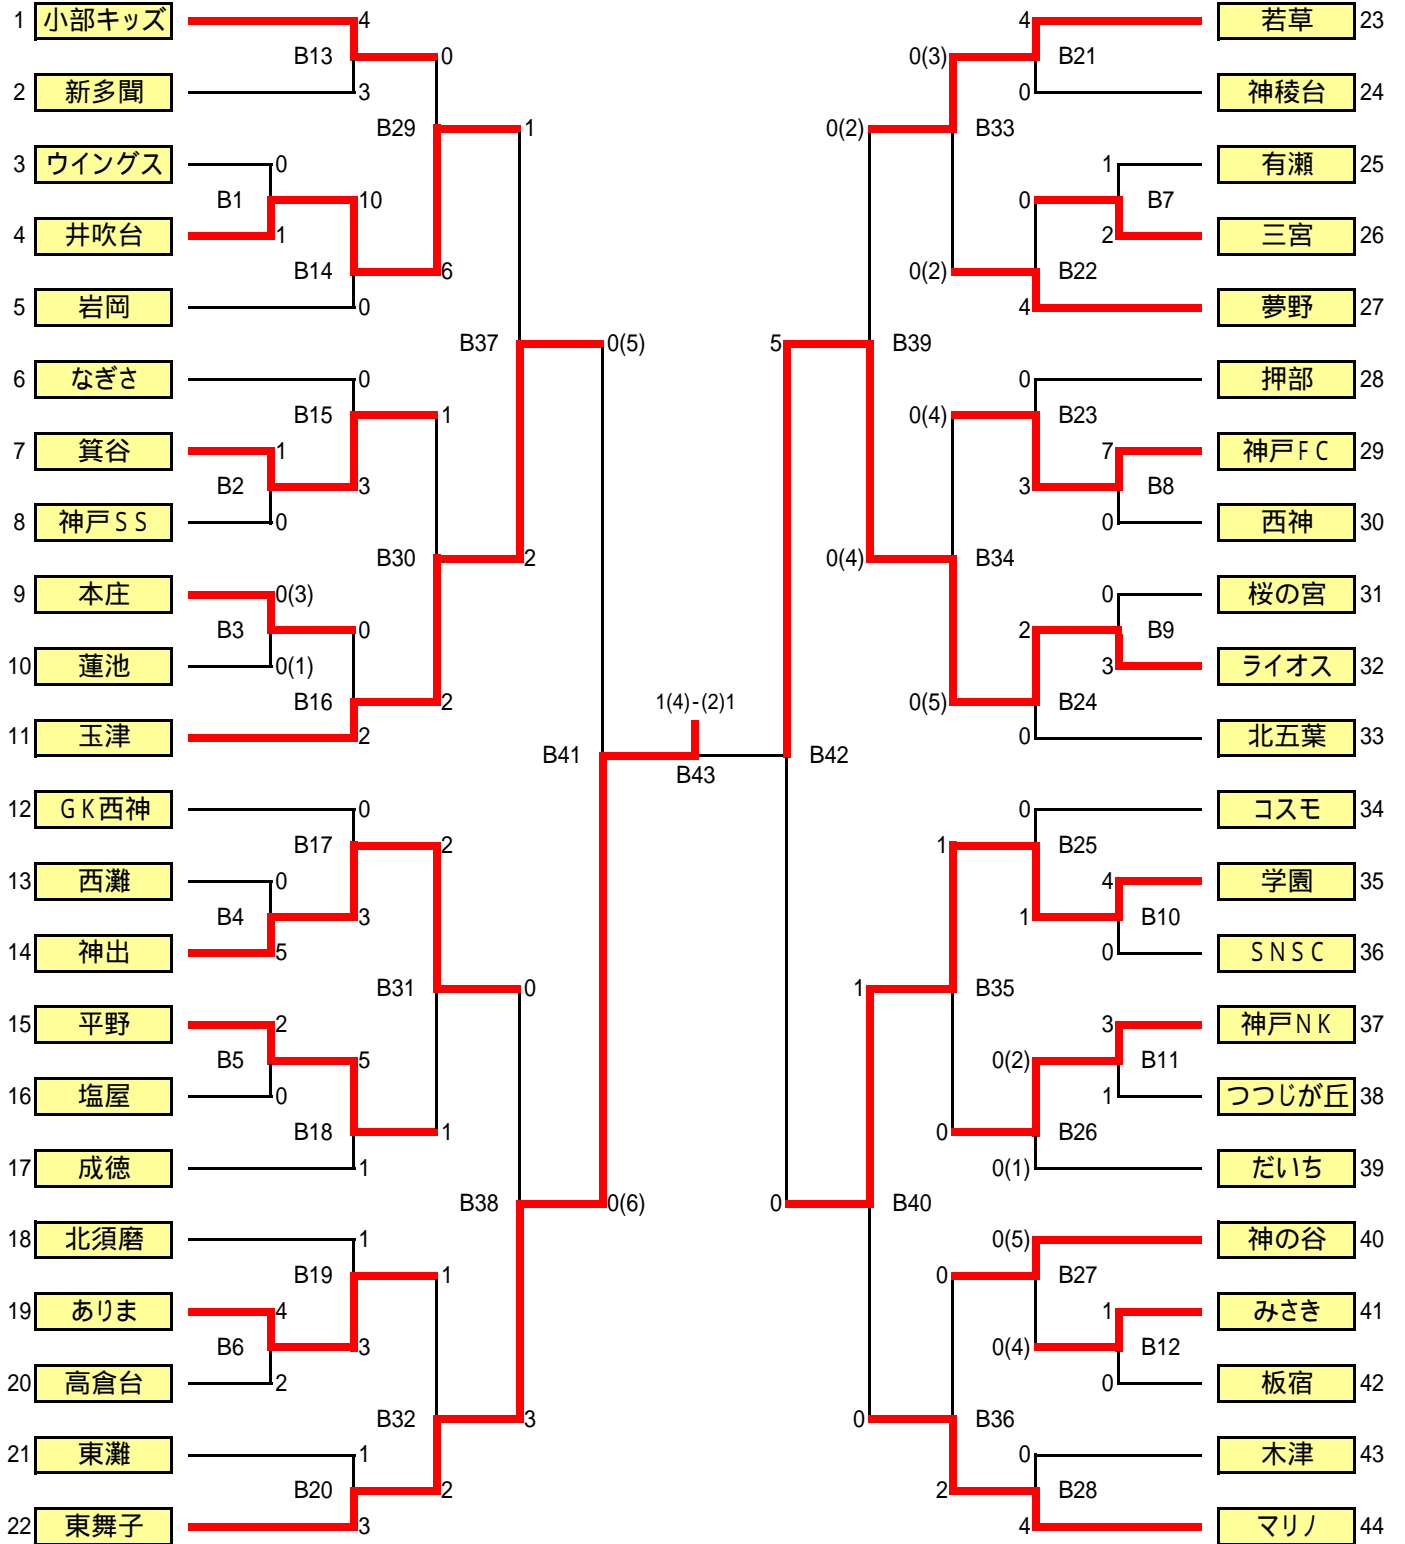 1 小部キッズ 4
B13 0
2 新多聞 3
B29 1
3 ウイングス 0
B1 10
4 井吹台 1
B14 6
5 岩岡 0
B37 0(5)
6 なぎさ 0
B15 1
7 箕谷 1
B2 3
8 神戸SS 0
B30 2
9 本庄 0(3)
B3 0
10 蓮池 0(1)
B16 2
11 玉津 2
B41
12 GK西神 0
B17 2
13 西灘 0
B4 3
14 神出 5
B31 0
15 平野 2
B5 5
16 塩屋 0
B18 1
17 成徳 1
B38 0(6)
18 北須磨 1
B19 1
19 ありま 4
B6 3
20 高倉台 2
B32 3
21 東灘 1
B20 2
22 東舞子 3
1(4)-(2)1
B43
4 若草 23
0(3) B21
0 神稜台 24
0(2) B33
1 有瀬 25
0 B7
2 三宮 26
0(2) B22
4 夢野 27
5 B39
0 押部 28
0(4) B23
7 神戸FC 29
3 B8
0 西神 30
0(4) B34
0 桜の宮 31
2 B9
3 ライオス 32
0(5) B24
0 北五葉 33
B42
0 コスモ 34
1 B25
4 学園 35
1 B10
0 SNSC 36
1 B35
3 神戸NK 37
0(2) B11
1 つつじが丘 38
0 B26
0(1) だいち 39
0 B40
0(5) 神の谷 40
0 B27
1 みさき 41
0(4) B12
0 板宿 42
0 B36
0 木津 43
2 B28
4 マリノ 44